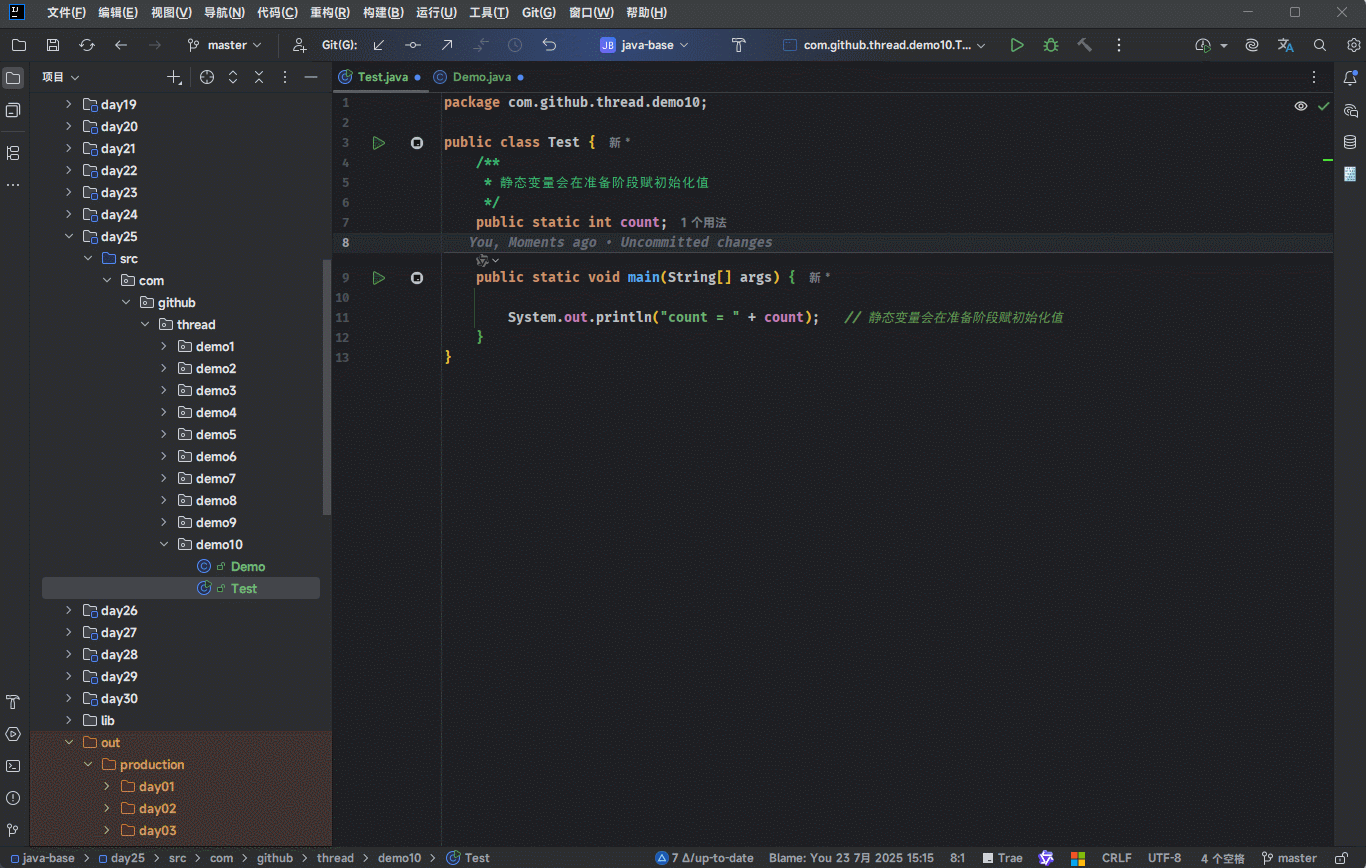 文件(F) 编辑(E) 视图(V) 导航(N) 代码(C) 重构(R) 构建(B) 运行(U) 工具(T) Git(G) 窗口(W) 帮助(H)
master Git(G): JB java-base com.github.thread.demo10.T...
项目
Test.java Demo.java
day19
day20
day21
day22
day23
day24
day25
src
com
github
thread
demo1
demo2
demo3
demo4
demo5
demo6
demo7
demo8
demo9
demo10
Demo
Test
day26
day27
day28
day29
day30
lib
out
production
day01
day02
day03
1 package com.github.thread.demo10;
2
3 public class Test { 新 *
4 /**
5 * 静态变量会在准备阶段赋初始化值
6 */
7 public static int count; 1 个用法
8 You, Moments ago • Uncommitted changes
9 public static void main(String[] args) { 新 *
10
11 System.out.println("count = " + count); // 静态变量会在准备阶段赋初始化值
12 }
13 }
java-base > day25 > src > com > github > thread > demo10 > Test 7 Δ/up-to-date Blame: You 23 7月 2025 15:15 8:1 Trae CRLF UTF-8 4 个空格 master